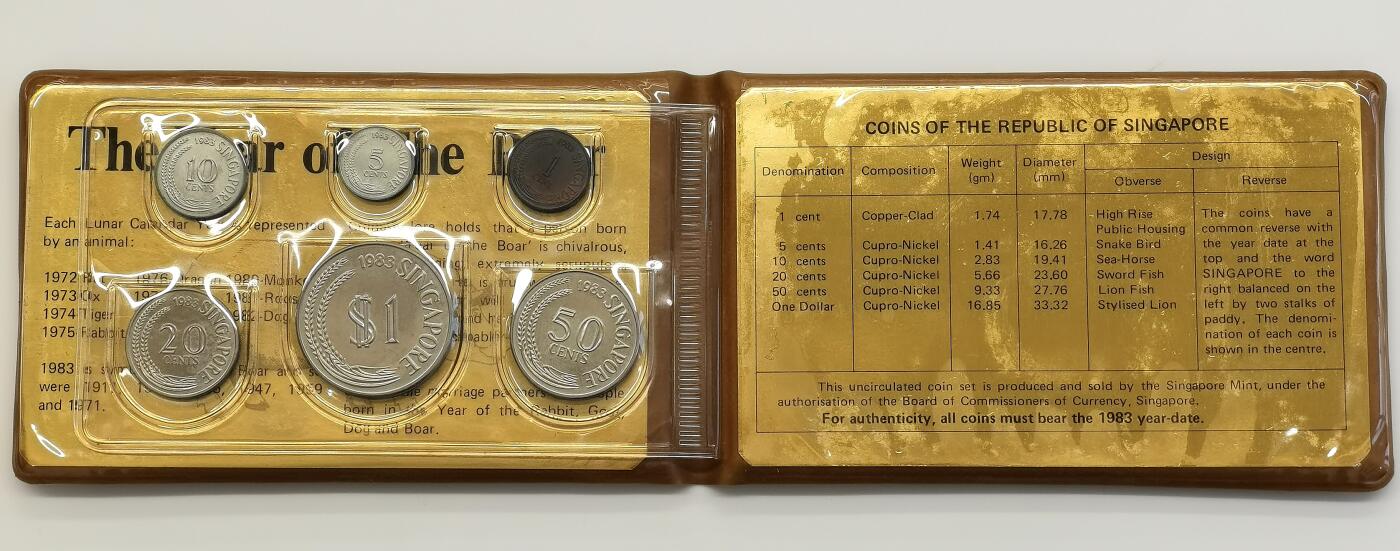 The of the
Each Lunar represented
by an animal:
holds that a person born
the Boar' is chivalrous,
extremely
1972
1973 Ox
1974 Tiger
1975 Rabbit
1976 Dragon
1983
were
and 1971.
1947, 1959
marriage
born in the Year of the Rabbit,
Dog and Boar.
1983 SINGAPORE
10
CENTS
1983 SINGAPORE
5
CENTS
1
1983 SINGAPORE
20
CENTS
1983 SINGAPORE
$1
1983 SINGAPORE
50
CENTS
COINS OF THE REPUBLIC OF SINGAPORE
Denomination Composition Weight (gm) Diameter (mm) Design
Obverse Reverse
1 cent Copper-Clad 1.74 17.78 High Rise Public Housing
5 cents Cupro-Nickel 1.41 16,26 Snake Bird
10 cents Cupro-Nickel 2.83 19,41 Sea-Horse
20 cents Cupro-Nickel 5.66 23,60 Sword Fish
50 cents Cupro-Nickel 9.33 27.76 Lion Fish
One Dollar Cupro-Nickel 16.85 33,32 Stylised Lion
The coins have a
common reverse with
the year date at the
top and the word
SINGAPORE to the
right balanced on the
left by two stalks of
paddy. The denomi-
nation of each coin is
shown in the centre.
This uncirculated coin set is produced and sold by the Singapore Mint, under the
authorisation of the Board of Commissioners of Currency, Singapore.
For authenticity, all coins must bear the 1983 year-date.